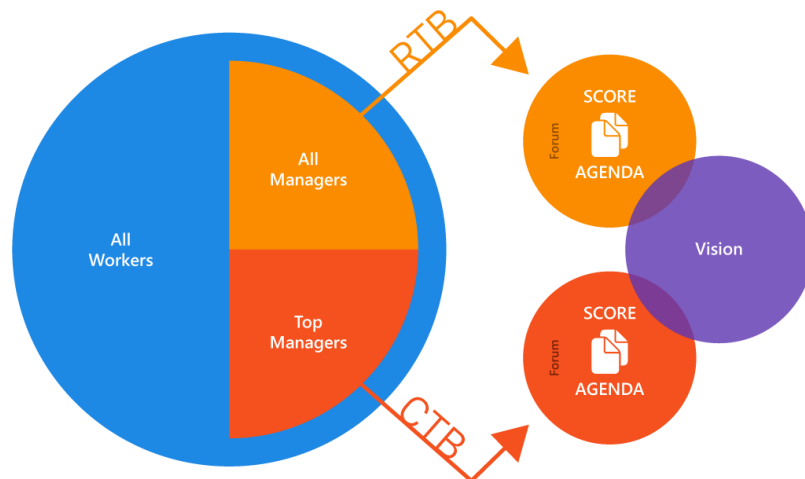 All
Workers
All
Managers
Top
Managers
RTB
CTB
SCORE
Forum
AGENDA
SCORE
Forum
AGENDA
Vision